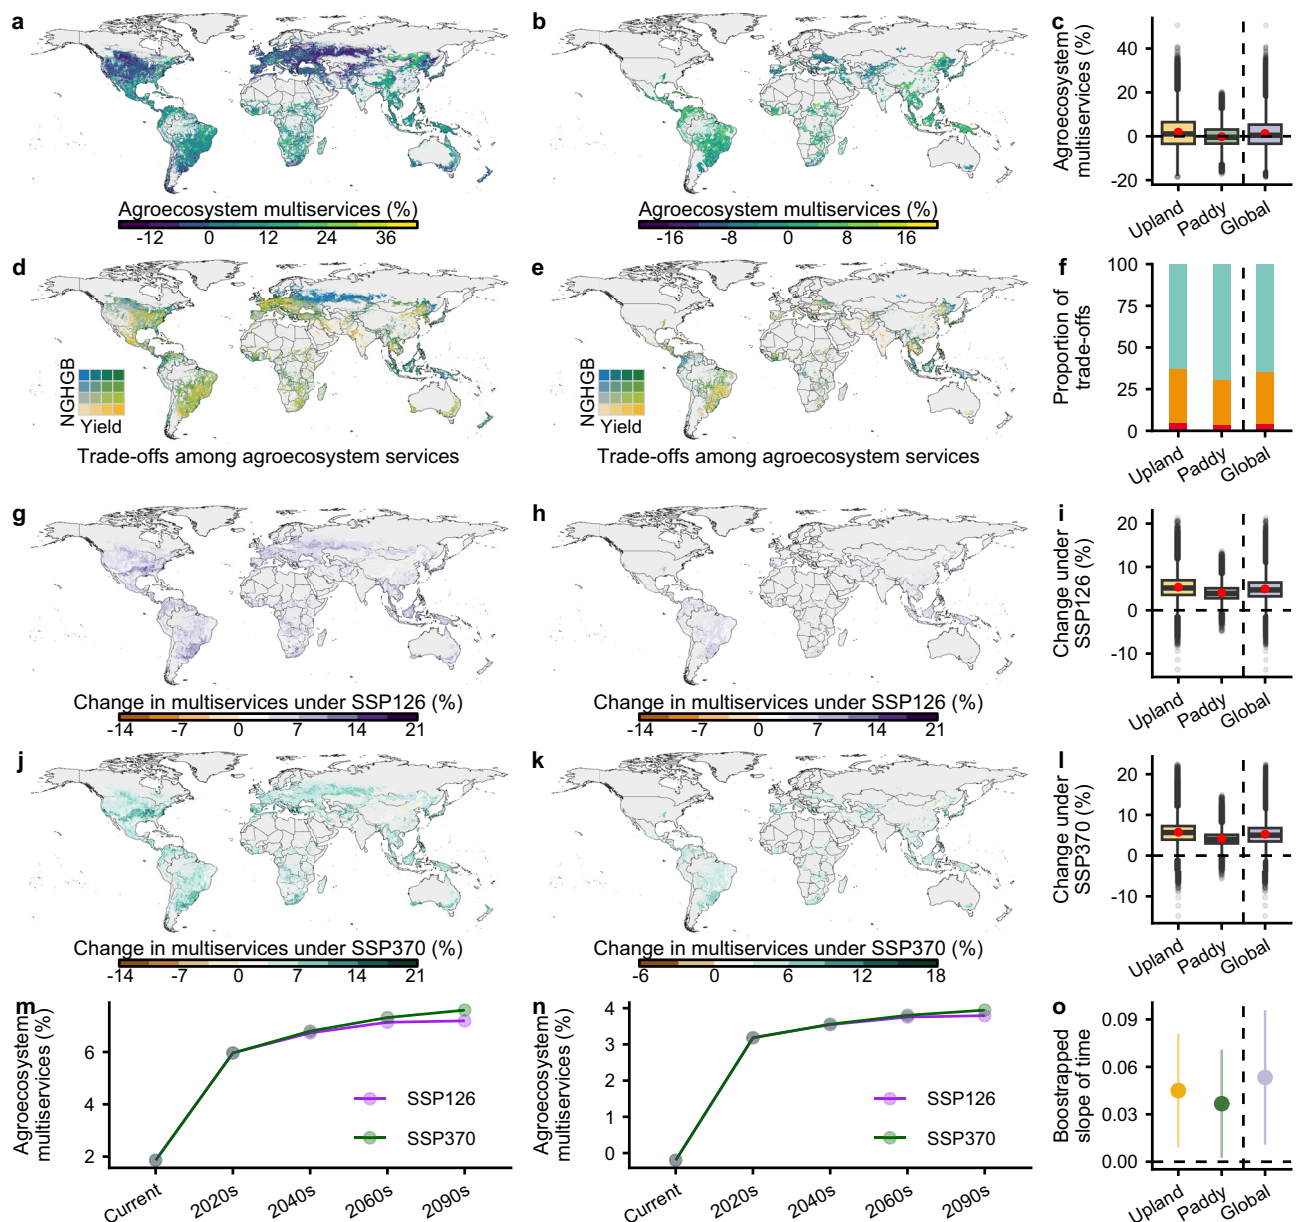 a
b
c
Agroecosystem
multiservices (%)
40
20
0
-20
Upland
Paddy
Global
Agroecosystem multiservices (%)
-12 0 12 24 36
Agroecosystem multiservices (%)
-16 -8 0 8 16
d
NGHGB
Yield
Trade-offs among agroecosystem services
e
NGHGB
Yield
Trade-offs among agroecosystem services
f
Proportion of
trade-offs
100
75
50
25
0
Upland
Paddy
Global
g
Change in multiservices under SSP126 (%)
-14 -7 0 7 14 21
h
Change in multiservices under SSP126 (%)
-14 -7 0 7 14 21
i
Change under
SSP126 (%)
20
10
0
-10
Upland
Paddy
Global
j
Change in multiservices under SSP370 (%)
-14 -7 0 7 14 21
k
Change in multiservices under SSP370 (%)
-6 0 6 12 18
l
Change under
SSP370 (%)
20
10
0
-10
Upland
Paddy
Global
m
Agroecosystem
multiservices (%)
6
4
2
SSP126
SSP370
Current
2020s
2040s
2060s
2090s
n
Agroecosystem
multiservices (%)
4
3
2
1
0
SSP126
SSP370
Current
2020s
2040s
2060s
2090s
o
Boostrapped
slope of time
0.09
0.06
0.03
0.00
Upland
Paddy
Global